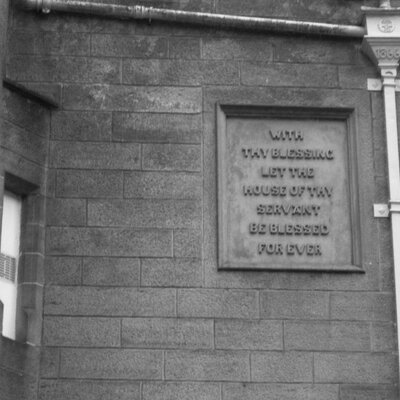 WITH
THY BLESSING
LET THE
HOUSE OF THY
SERVANT
BE BLESSED
FOR EVER